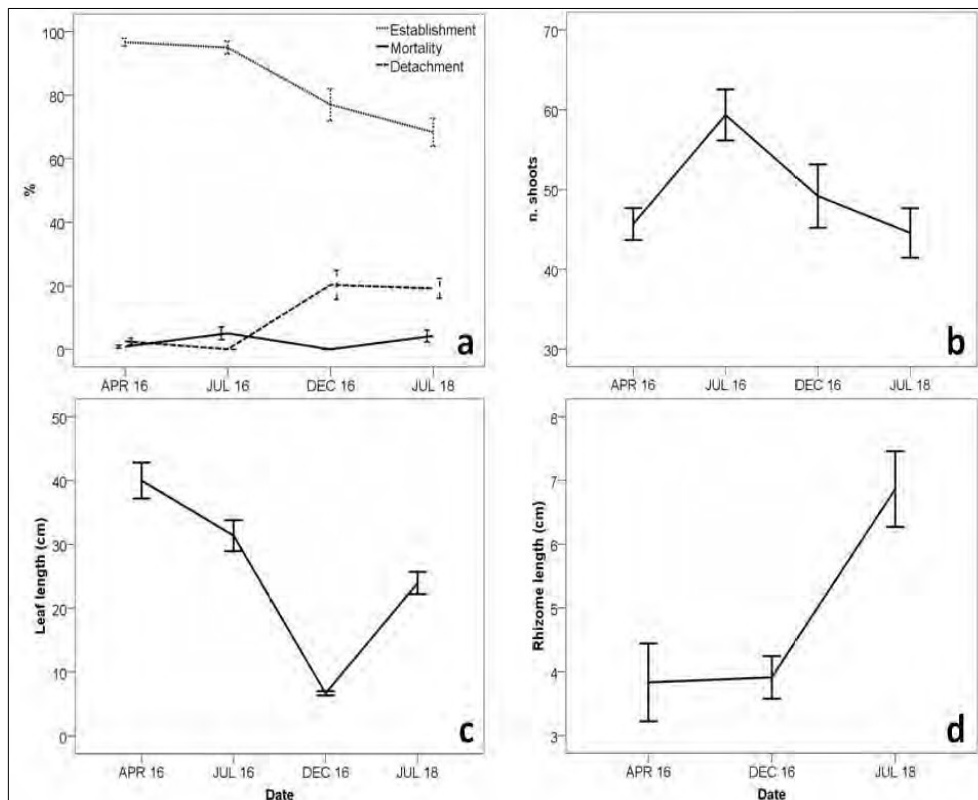 100
80
60
40
20
0
%
Establishment
Mortality
Detachment
a
APR 16 JUL 16 DEC 16 JUL 18
70
60
50
40
30
n. shoots
b
APR 16 JUL 16 DEC 16 JUL 18
50
40
30
20
10
0
Leaf length (cm)
c
APR 16 JUL 16 DEC 16 JUL 18
Date
8
7
6
5
4
3
Rhizome length (cm)
d
APR 16 DEC 16 JUL 18
Date